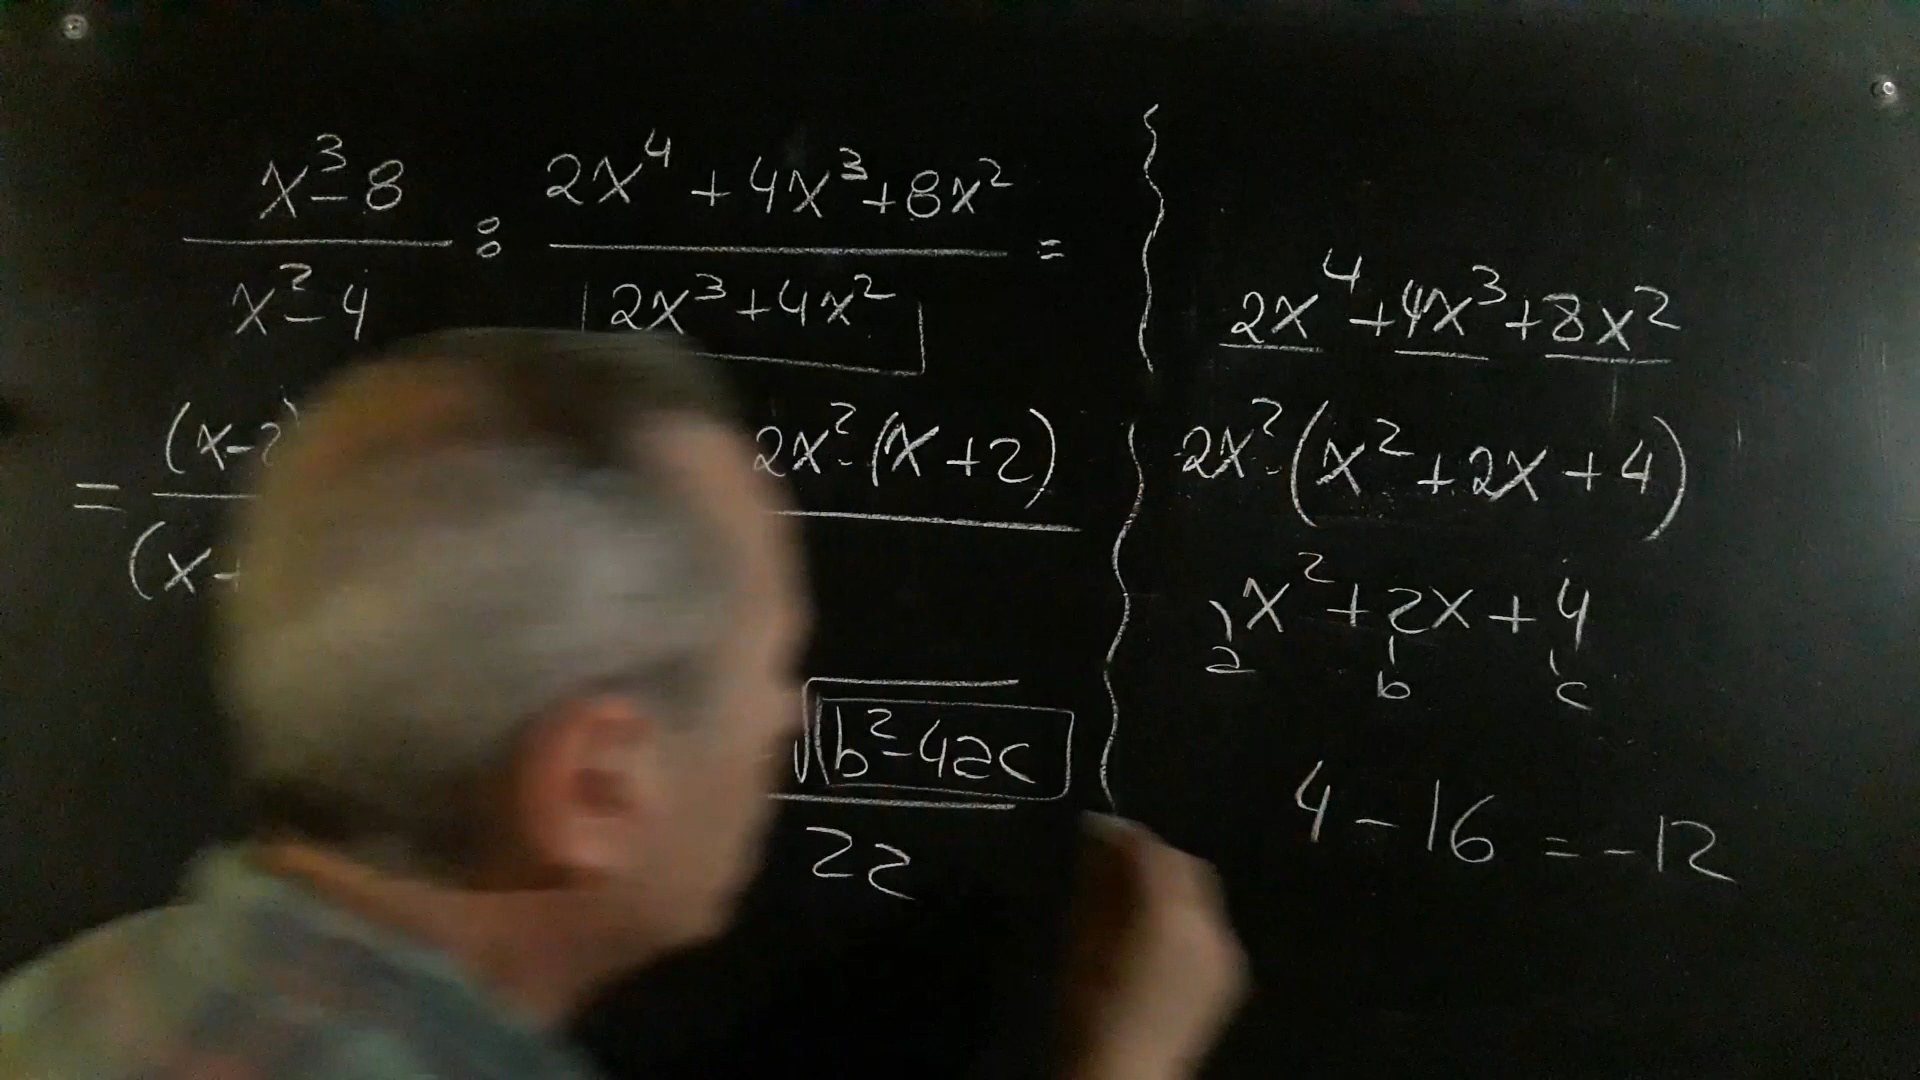 x³-8 : 2x⁴+4x³+8x² =
x²-4 2x³+4x²
= (x-2) 2x²·(x+2)
(x-
√b²-4ac
2a
2x⁴+4x³+8x²
2x²·(x²+2x+4)
x²+2x+4
a b c
4-16=-12